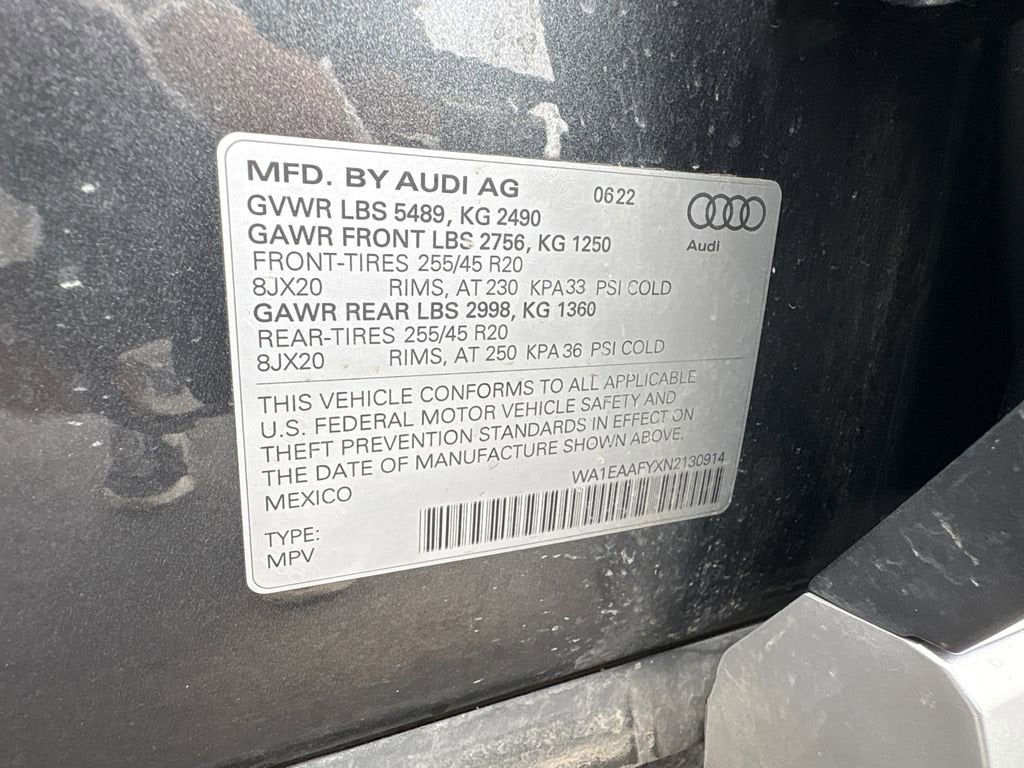 MFD. BY AUDI AG 0622
GVWR LBS 5489, KG 2490
GAWR FRONT LBS 2756, KG 1250
Audi
FRONT-TIRES 255/45 R20
8JX20 RIMS, AT 230 KPA 33 PSI COLD
GAWR REAR LBS 2998, KG 1360
REAR-TIRES 255/45 R20
8JX20 RIMS, AT 250 KPA 36 PSI COLD
THIS VEHICLE CONFORMS TO ALL APPLICABLE
U.S. FEDERAL MOTOR VEHICLE SAFETY AND
THEFT PREVENTION STANDARDS IN EFFECT ON
THE DATE OF MANUFACTURE SHOWN ABOVE.
MEXICO WA1EAAFYXN2130914
TYPE:
MPV